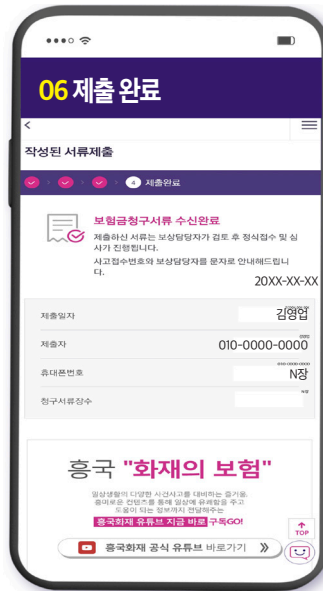 06 제출 완료
작성된 서류제출
4 제출완료
보험금청구서류 수신완료
제출하신 서류는 보상담당자가 검토 후 정식접수 및 심
사가 진행됩니다.
사고접수번호와 보상담당자를 문자로 안내해드립니
다.
20XX-XX-XX
제출일자
김영업
제출자
010-0000-0000
휴대폰번호
N장
청구서류장수
흥국 "화재의 보험"
일상생활의 다양한 사건사고를 대비하는 즐거움,
흥미로운 컨텐츠를 통해 일상에 유쾌함을 주고
도움이 되는 정보까지 전달해주는
흥국화재 유튜브 지금 바로 구독GO!
TOP
흥국화재 공식 유튜브 바로가기 》